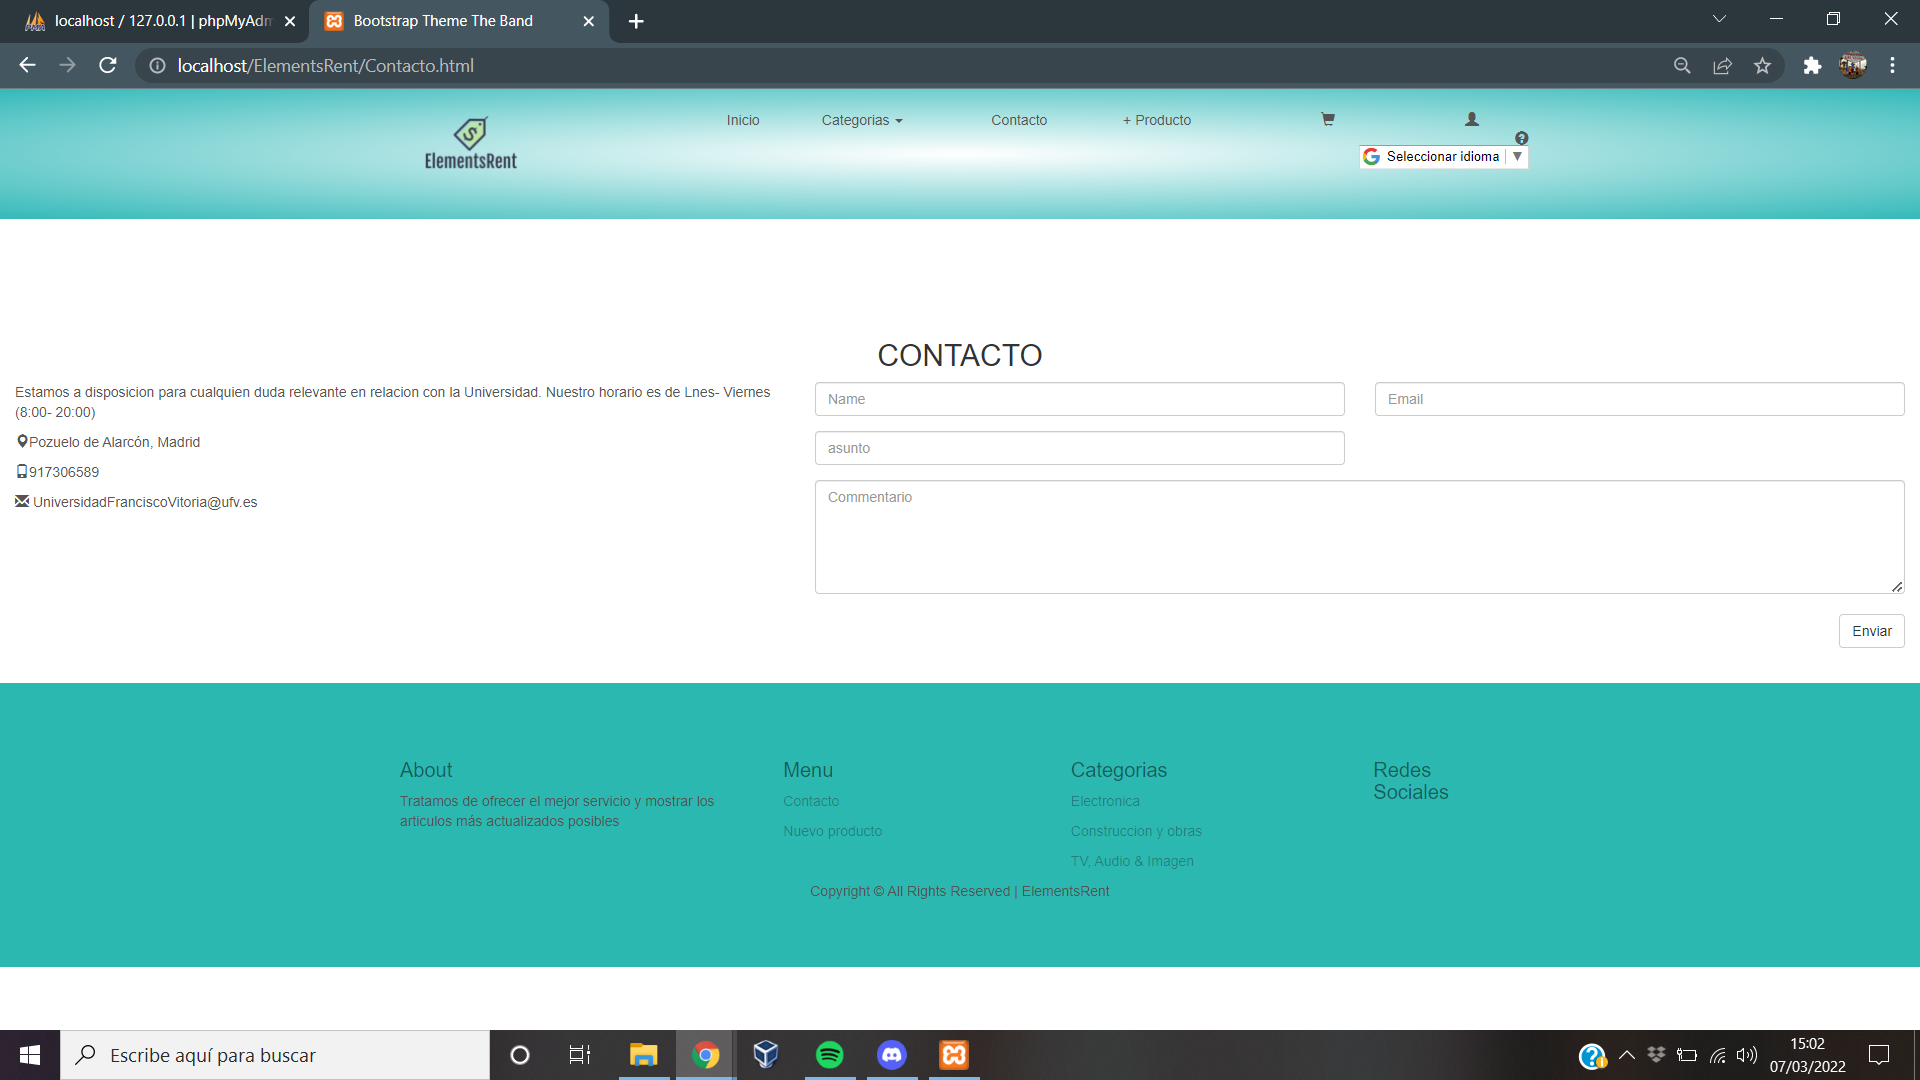 localhost / 127.0.0.1 | phpMyAdm
Bootstrap Theme The Band
localhost/ElementsRent/Contacto.html
ElementsRent
Inicio
Categorias
Contacto
+ Producto
Seleccionar idioma
CONTACTO
Estamos a disposicion para cualquien duda relevante en relacion con la Universidad. Nuestro horario es de Lnes- Viernes
(8:00- 20:00)
Pozuelo de Alarcón, Madrid
917306589
UniversidadFranciscoVitoria@ufv.es
Name
Email
asunto
Commentario
Enviar
About
Tratamos de ofrecer el mejor servicio y mostrar los
articulos más actualizados posibles
Menu
Contacto
Nuevo producto
Categorias
Electronica
Construccion y obras
TV, Audio & Imagen
Redes
Sociales
Copyright © All Rights Reserved | ElementsRent
Escribe aquí para buscar
15:02
07/03/2022